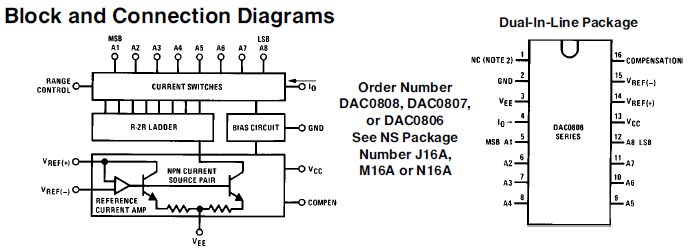 Block and Connection Diagrams
MSB LSB
A1 A2 A3 A4 A5 A6 A7 A8
RANGE
CONTROL
CURRENT SWITCHES
IO
R-2R LADDER
BIAS CIRCUIT
GND
VREF(+)
NPN CURRENT
SOURCE PAIR
VCC
VREF(−)
REFERENCE
CURRENT AMP
COMPEN
VEE
Order Number
DAC0808, DAC0807,
or DAC0806
See NS Package
Number J16A,
M16A or N16A
Dual-In-Line Package
NC (NOTE 2) 1 16 COMPENSATION
GND 2 15 VREF(−)
VEE 3 14 VREF(+)
IO 4 13 VCC
DAC0808
SERIES
MSB A1 5 12 A8 LSB
A2 6 11 A7
A3 7 10 A6
A4 8 9 A5